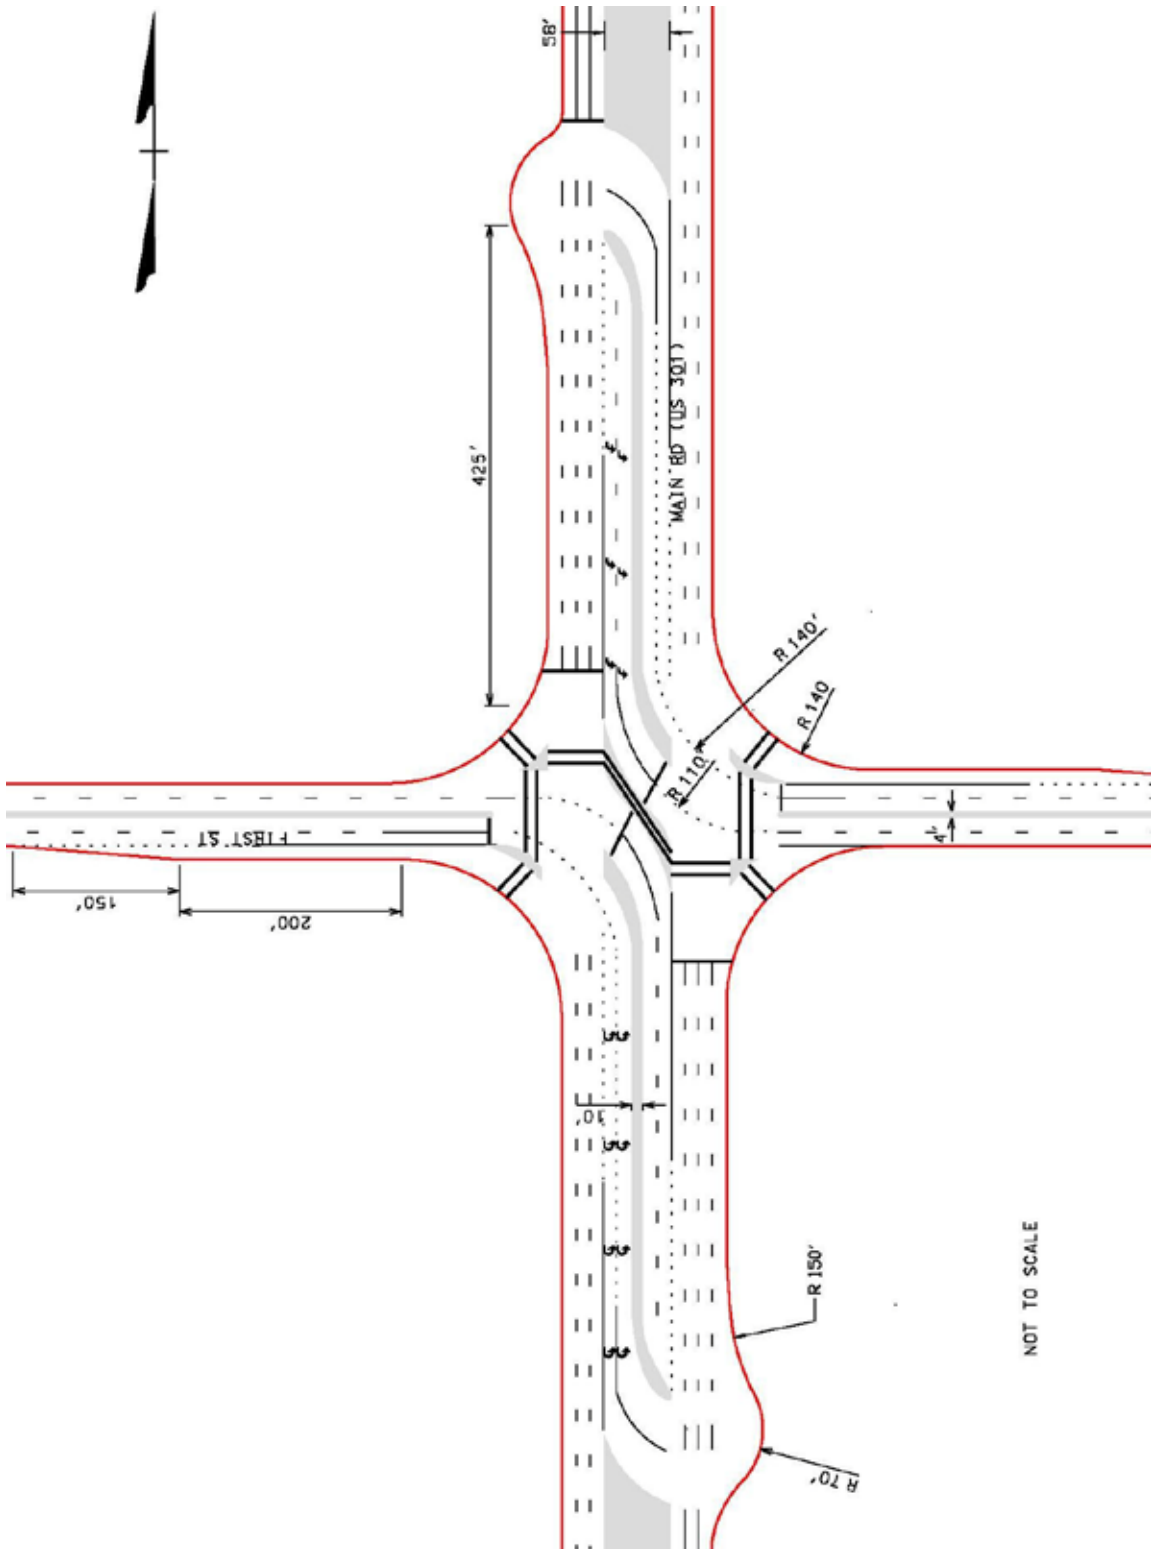 58'
MAIN RD (US 301)
425'
R 140'
R 140
R 110'
FIRST ST
4'
150'
200'
10'
R 150'
NOT TO SCALE
R 70'